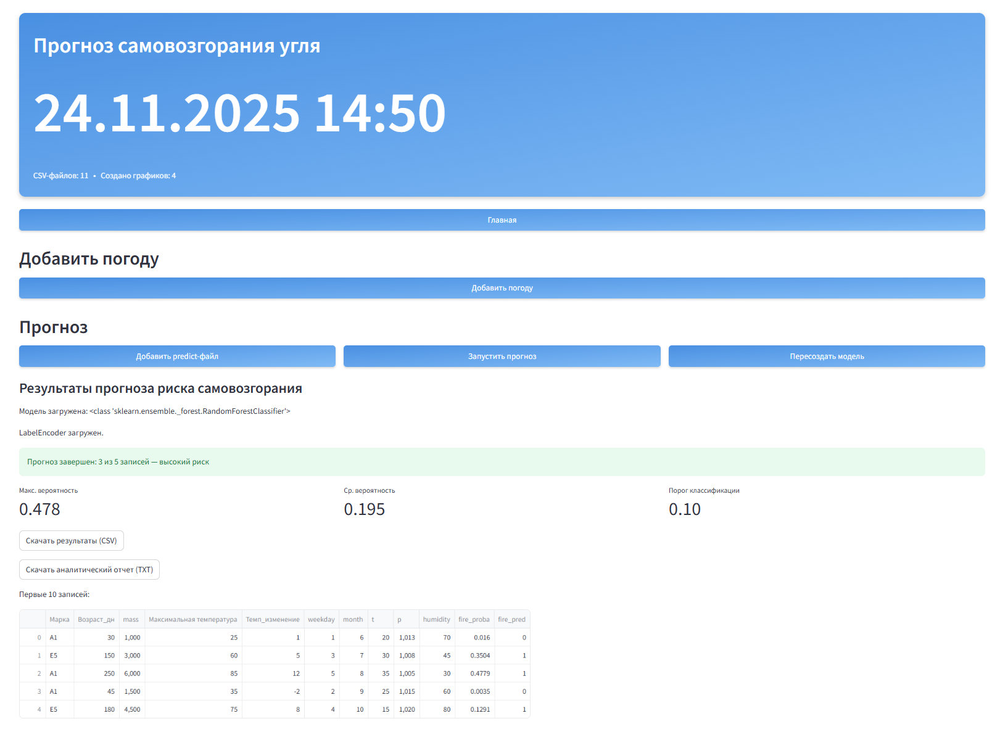 Прогноз самовозгорания угля
24.11.2025 14:50
CSV-файлов: 11 • Создано графиков: 4
Главная
Добавить погоду
Добавить погоду
Прогноз
Добавить predict-файл Запустить прогноз Пересоздать модель
Результаты прогноза риска самовозгорания
Модель загружена: <class 'sklearn.ensemble._forest.RandomForestClassifier'>
LabelEncoder загружен.
Прогноз завершен: 3 из 5 записей — высокий риск
Макс. вероятность Ср. вероятность Порог классификации
0.478 0.195 0.10
Скачать результаты (CSV)
Скачать аналитический отчет (TXT)
Первые 10 записей:
Марка Возраст_дн mass Максимальная температура Темп_изменение weekday month t p humidity fire_proba fire_pred
0 A1 30 1,000 25 1 1 6 20 1,013 70 0.016 0
1 E5 150 3,000 60 5 3 7 30 1,008 45 0.3504 1
2 A1 250 6,000 85 12 5 8 35 1,005 30 0.4779 1
3 A1 45 1,500 35 -2 2 9 25 1,015 60 0.0035 0
4 E5 180 4,500 75 8 4 10 15 1,020 80 0.1291 1